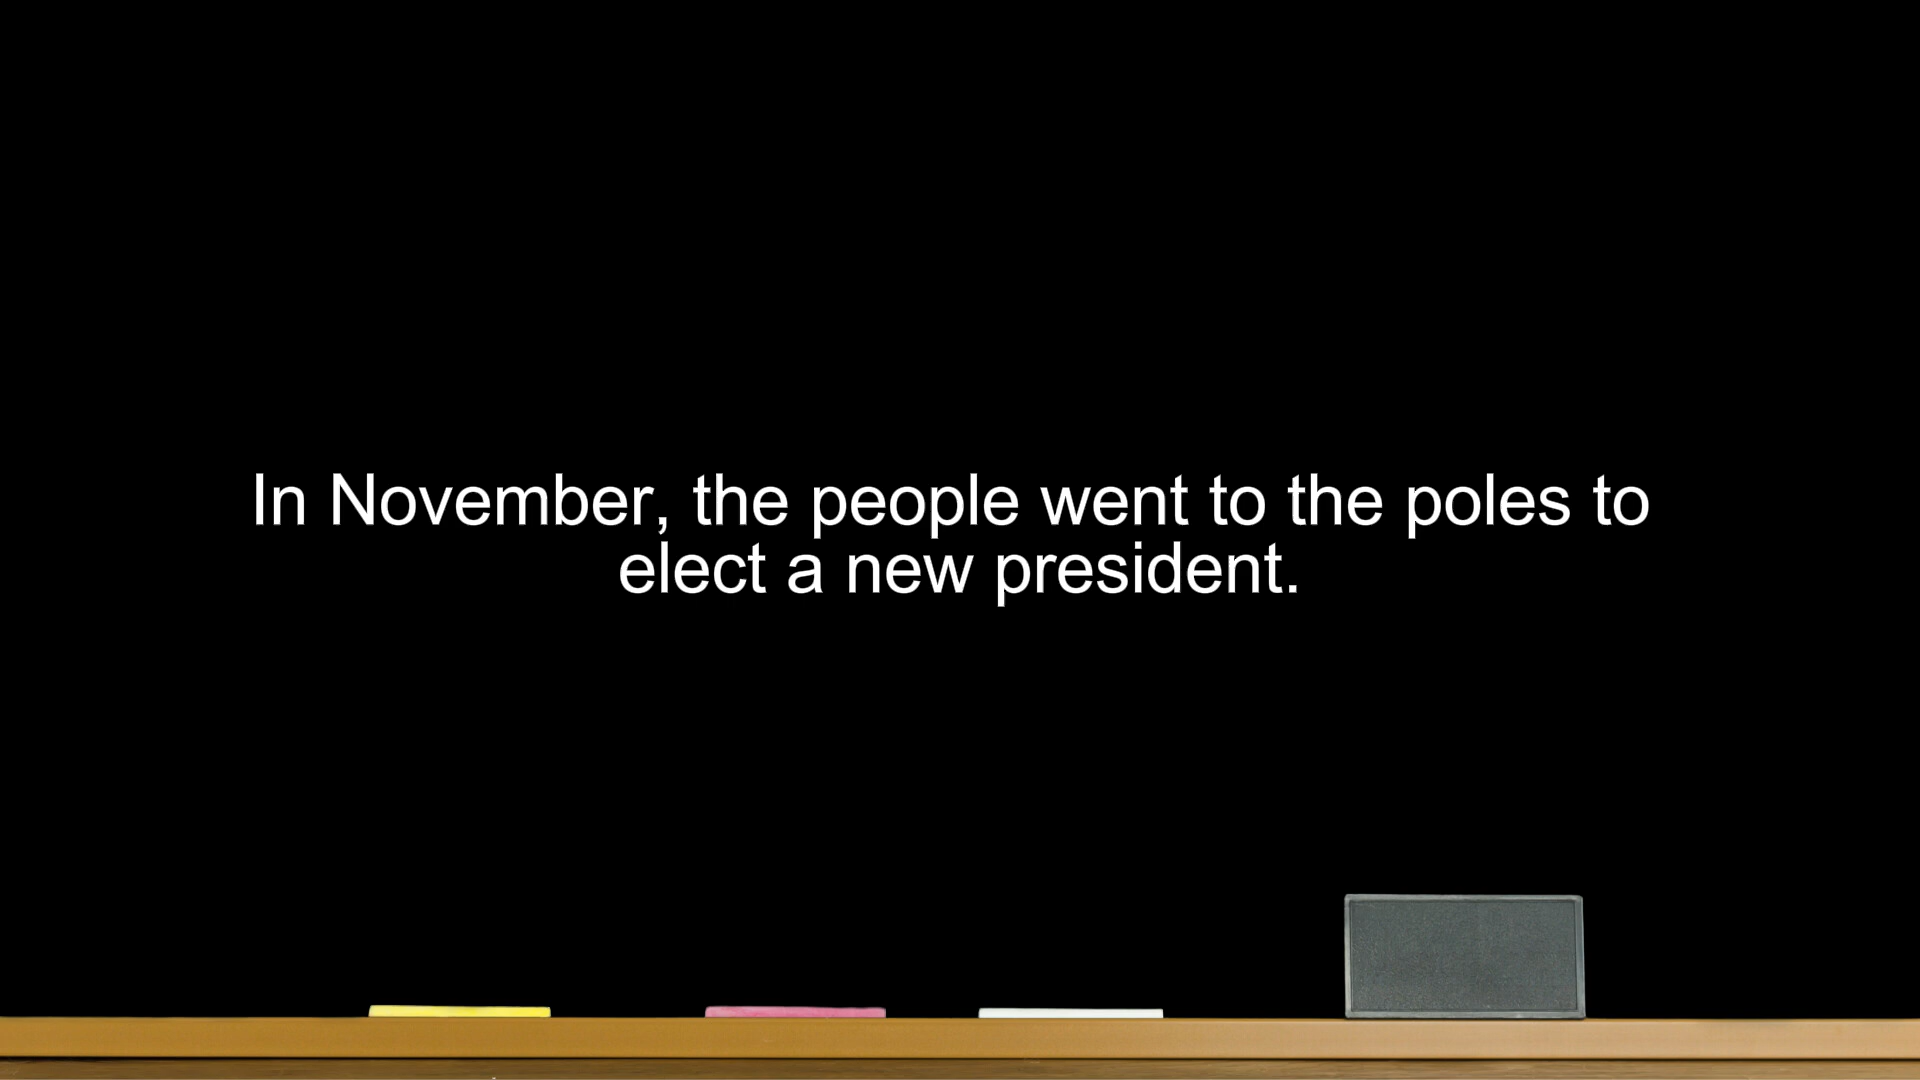 In November, the people went to the poles to
elect a new president.